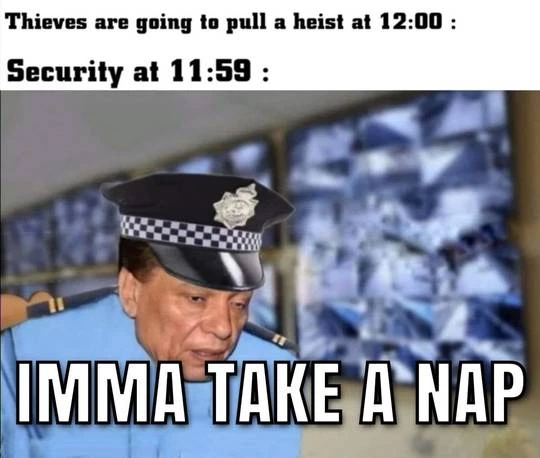 Thieves are going to pull a heist at 12:00 :
Security at 11:59 :
IMMA TAKE A NAP